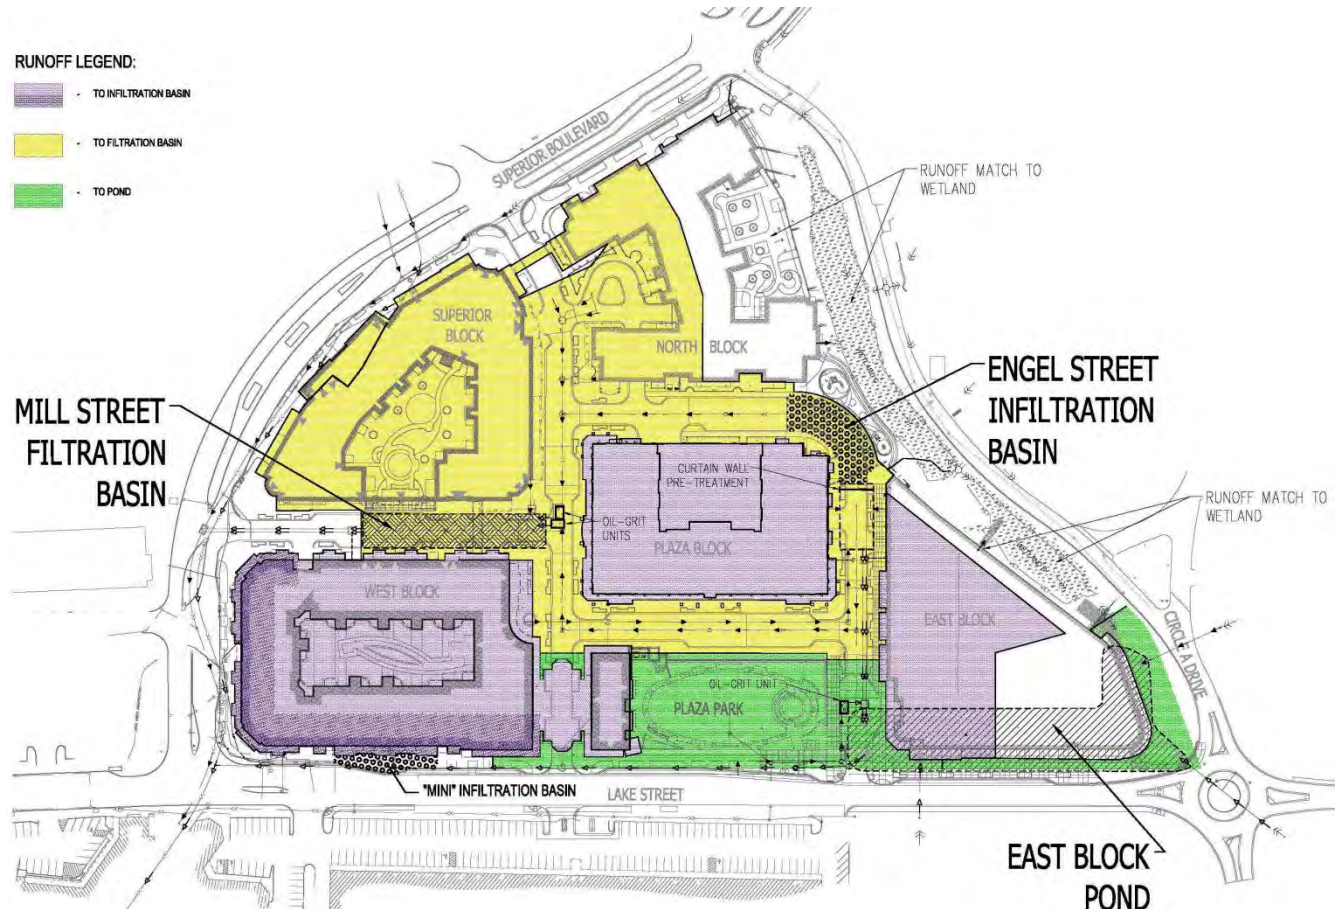 RUNOFF LEGEND:
- TO INFILTRATION BASIN
- TO FILTRATION BASIN
- TO POND
SUPERIOR BOULEVARD
RUNOFF MATCH TO
WETLAND
SUPERIOR
BLOCK
NORTH BLOCK
ENGEL STREET
INFILTRATION
BASIN
MILL STREET
FILTRATION
BASIN
CURTAIN WALL
PRE-TREATMENT
OIL-GRIT
UNITS
PLAZA BLOCK
RUNOFF MATCH TO
WETLAND
WEST BLOCK
EAST BLOCK
CIRCLE A DRIVE
OIL-GRIT UNIT
PLAZA PARK
"MINI" INFILTRATION BASIN
LAKE STREET
EAST BLOCK
POND